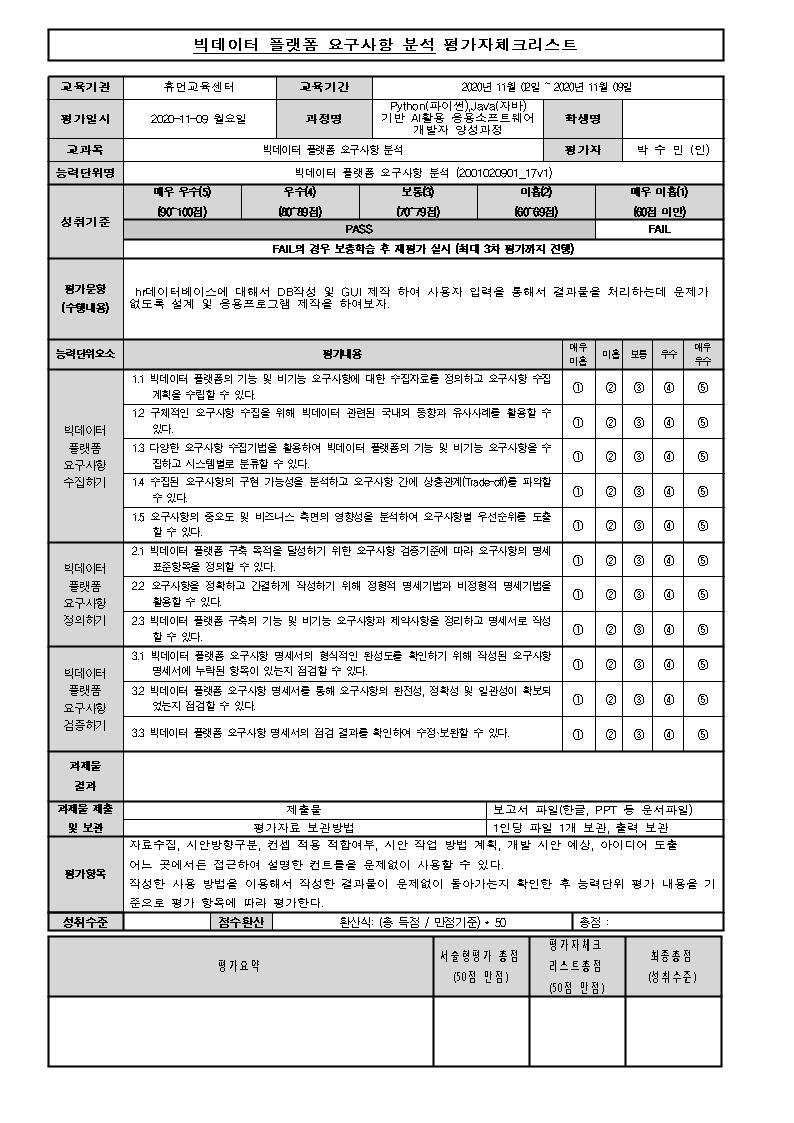 빅데이터 플랫폼 요구사항 분석 평가자체크리스트
교육기관 휴먼교육센터 교육기간 2020년 11월 02일 ~ 2020년 11월 09일
평가일시 2020-11-09 월요일 과정명 Python(파이썬),Java(자바) 기반 AI활용 응용소프트웨어 개발자 양성과정 학생명
교과목 빅데이터 플랫폼 요구사항 분석 평가자 박 수 민 (인)
능력단위명 빅데이터 플랫폼 요구사항 분석 (2001020901_17v1)
성취기준
매우 우수(5) 우수(4) 보통(3) 미흡(2) 매우 미흡(1)
(90~100점) (80~89점) (70~79점) (60~69점) (60점 미만)
PASS FAIL
FAIL의 경우 보충학습 후 재평가 실시 (최대 3차 평가까지 진행)
평가문항
(수행내용)
hr데이터베이스에 대해서 DB작성 및 GUI 제작 하여 사용자 입력을 통해서 결과물을 처리하는데 문제가
없도록 설계 및 응용프로그램 제작을 하여보자.
능력단위요소 평가내용 매우 미흡 미흡 보통 우수 매우 우수
빅데이터
플랫폼
요구사항
수집하기
1.1 빅데이터 플랫폼의 기능 및 비기능 요구사항에 대한 수집자료를 정의하고 요구사항 수집
계획을 수립할 수 있다. ① ② ③ ④ ⑤
1.2 구체적인 요구사항 수집을 위해 빅데이터 관련된 국내외 동향과 유사사례를 활용할 수
있다. ① ② ③ ④ ⑤
1.3 다양한 요구사항 수집기법을 활용하여 빅데이터 플랫폼의 기능 및 비기능 요구사항을 수
집하고 시스템별로 분류할 수 있다. ① ② ③ ④ ⑤
1.4 수집된 요구사항의 구현 가능성을 분석하고 요구사항 간에 상충관계(Trade-off)를 파악할
수 있다. ① ② ③ ④ ⑤
1.5 요구사항의 중요도 및 비즈니스 측면의 영향성을 분석하여 요구사항별 우선순위를 도출
할 수 있다. ① ② ③ ④ ⑤
빅데이터
플랫폼
요구사항
정의하기
2.1 빅데이터 플랫폼 구축 목적을 달성하기 위한 요구사항 검증기준에 따라 요구사항의 명세
표준항목을 정의할 수 있다. ① ② ③ ④ ⑤
2.2 요구사항을 정확하고 간결하게 작성하기 위해 정형적 명세기법과 비정형적 명세기법을
활용할 수 있다. ① ② ③ ④ ⑤
2.3 빅데이터 플랫폼 구축의 기능 및 비기능 요구사항과 제약사항을 정리하고 명세서로 작성
할 수 있다. ① ② ③ ④ ⑤
빅데이터
플랫폼
요구사항
검증하기
3.1 빅데이터 플랫폼 요구사항 명세서의 형식적인 완성도를 확인하기 위해 작성된 요구사항
명세서에 누락된 항목이 있는지 점검할 수 있다. ① ② ③ ④ ⑤
3.2 빅데이터 플랫폼 요구사항 명세서를 통해 요구사항의 완전성, 정확성 및 일관성이 확보되
었는지 점검할 수 있다. ① ② ③ ④ ⑤
3.3 빅데이터 플랫폼 요구사항 명세서의 점검 결과를 확인하여 수정·보완할 수 있다. ① ② ③ ④ ⑤
과제물
결과
과제물 제출
및 보관
제출물 보고서 파일(한글, PPT 등 문서파일)
평가자료 보관방법 1인당 파일 1개 보관, 출력 보관
평가항목
자료수집, 시안방향구분, 컨셉 적용 적합여부, 시안 작업 방법 계획, 개발 시안 예상, 아이디어 도출
어느 곳에서든 접근하여 설명한 컨트롤을 문제없이 사용할 수 있다.
작성한 사용 방법을 이용해서 작성한 결과물이 문제없이 돌아가는지 확인한 후 능력단위 평가 내용을 기
준으로 평가 항목에 따라 평가한다.
성취수준 점수환산 환산식: (총 득점 / 만점기준) * 50 총점 :
평가요약
서술형평가 총점
(50점 만점)
평가자체크
리스트총점
(50점 만점)
최종총점
(성취수준)